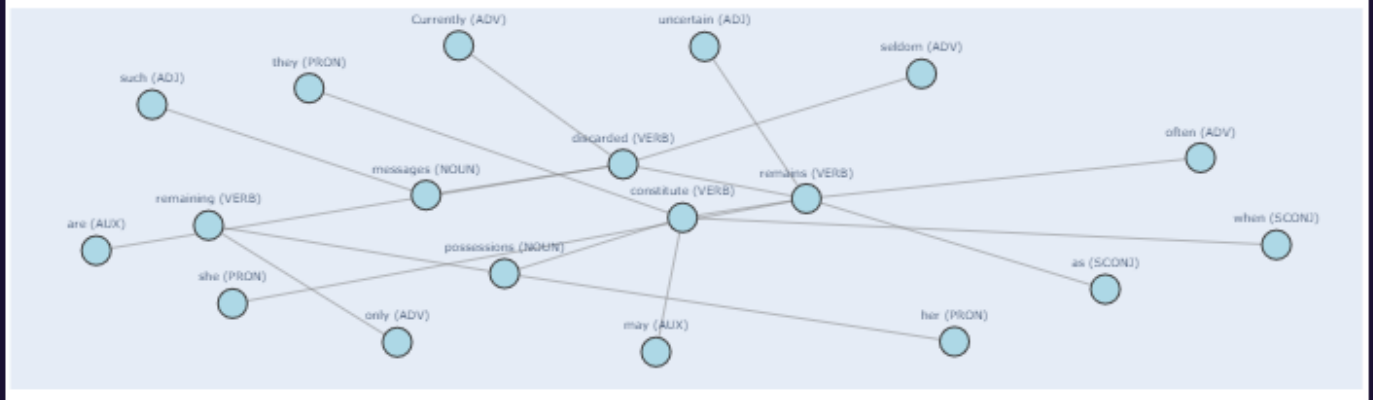 Currently (ADV)
uncertain (ADJ)
seldom (ADV)
they (PRON)
such (ADJ)
often (ADV)
discarded (VERB)
messages (NOUN)
remains (VERB)
constitute (VERB)
remaining (VERB)
when (SCONJ)
are (AUX)
possessions (NOUN)
as (SCONJ)
she (PRON)
only (ADV)
her (PRON)
may (AUX)